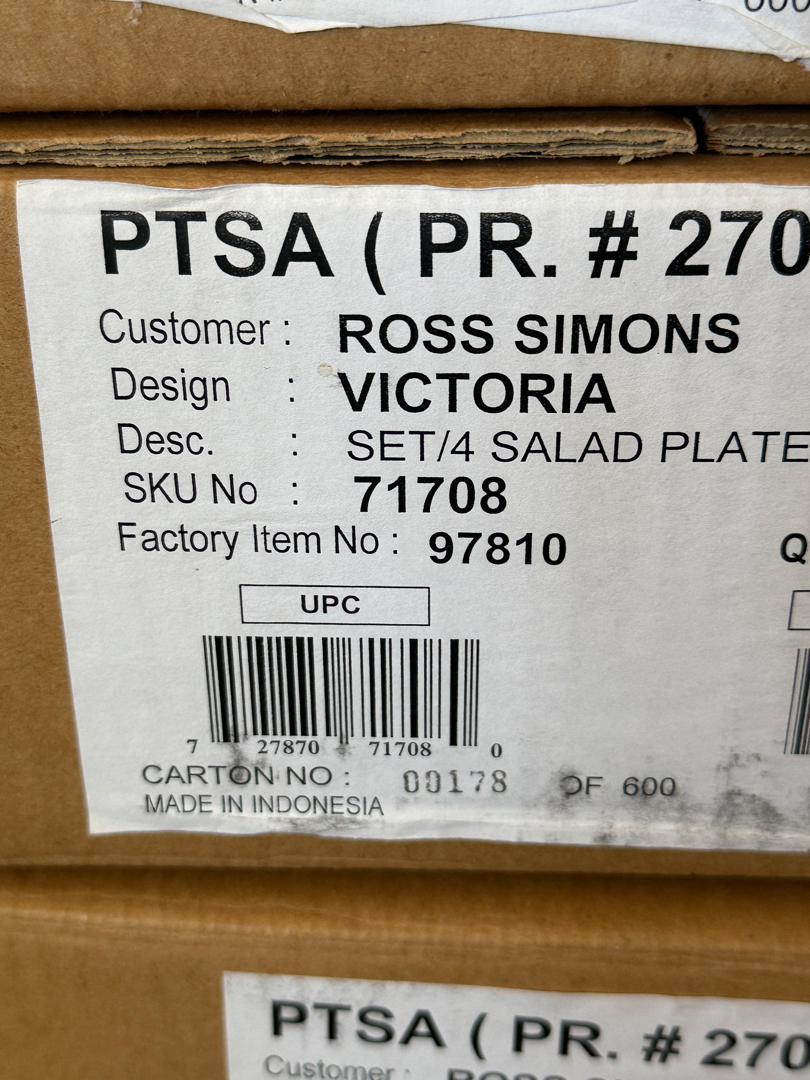 PTSA ( PR. # 270
Customer : ROSS SIMONS
Design : VICTORIA
Desc. : SET/4 SALAD PLATE
SKU No : 71708
Factory Item No : 97810
Q
UPC
7 27870 71708 0
CARTON NO : 00178 OF 600
MADE IN INDONESIA
PTSA ( PR. # 270
Customer :